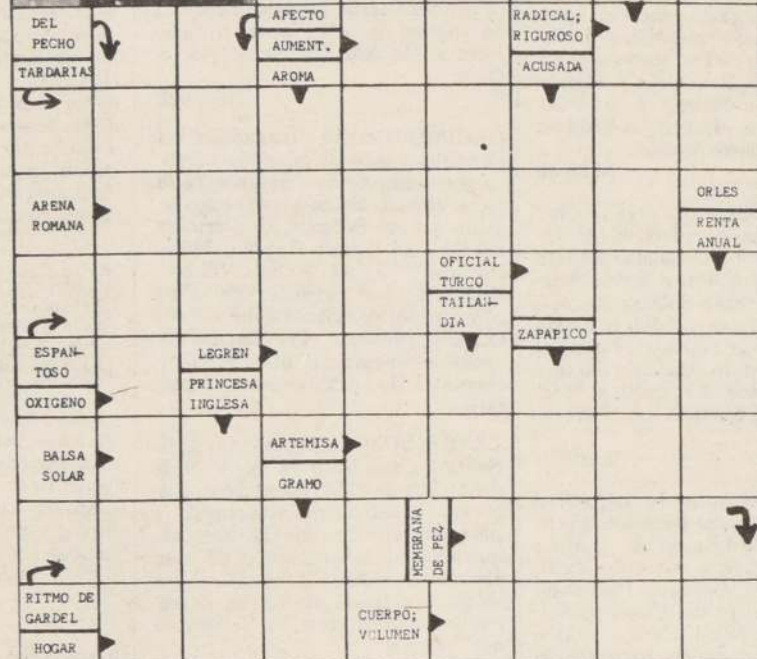 DEL
PECHO
TARDARIAS
AFECTO
AUMENT.
AROMA
RADICAL;
RIGUROSO
ACUSADA
ARENA
ROMANA
ORLES
RENTA
ANUAL
OFICIAL
TURCO
TAILAN-
DIA
ZAPAPICO
ESPAN-
TOSO
OXIGENO
LEGREN
PRINCESA
INGLESA
BALSA
SOLAR
ARTEMISA
GRAMO
MEMBRANA
DE PEZ
RITMO DE
GARDEL
HOGAR
CUERPO;
VOLUMEN